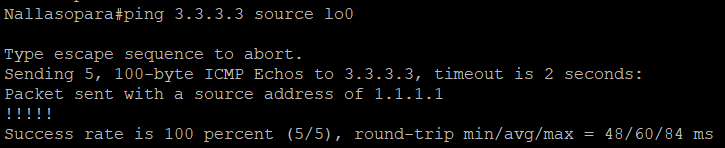 Nallasopara#ping 3.3.3.3 source lo0
Type escape sequence to abort.
Sending 5, 100-byte ICMP Echos to 3.3.3.3, timeout is 2 seconds:
Packet sent with a source address of 1.1.1.1
!!!!!
Success rate is 100 percent (5/5), round-trip min/avg/max = 48/60/84 ms